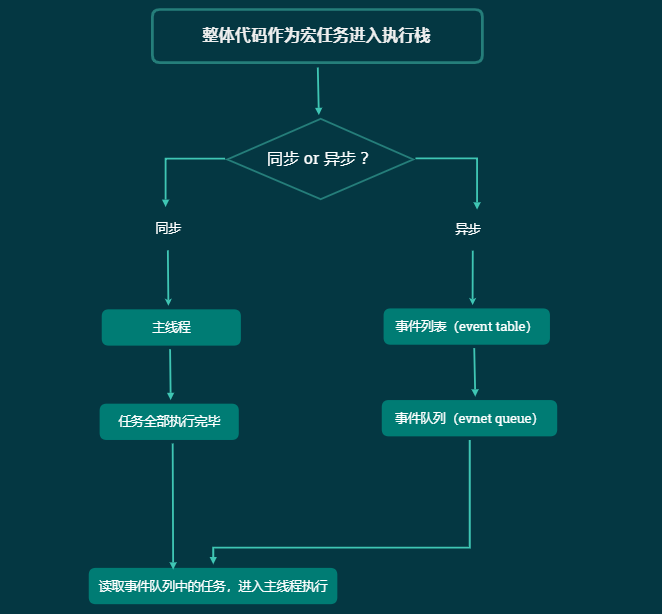 整体代码作为宏任务进入执行栈
同步 or 异步？
同步
异步
主线程
事件列表（event table）
任务全部执行完毕
事件队列（evnet queue）
读取事件队列中的任务，进入主线程执行